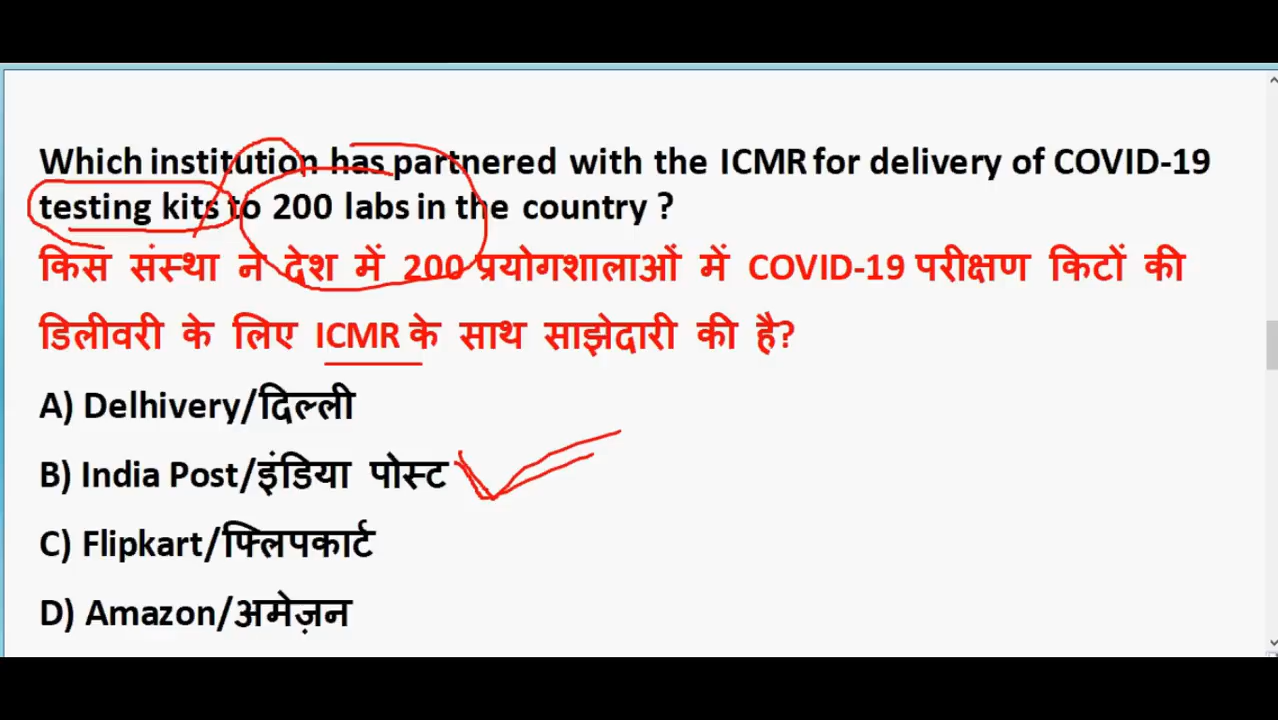 Which institution has partnered with the ICMR for delivery of COVID-19
testing kits to 200 labs in the country ?
किस संस्था ने देश में 200 प्रयोगशालाओं में COVID-19 परीक्षण किटों की
डिलीवरी के लिए ICMR के साथ साझेदारी की है?
A) Delhivery/दिल्ली
B) India Post/इंडिया पोस्ट
C) Flipkart/फ्लिपकार्ट
D) Amazon/अमेज़न